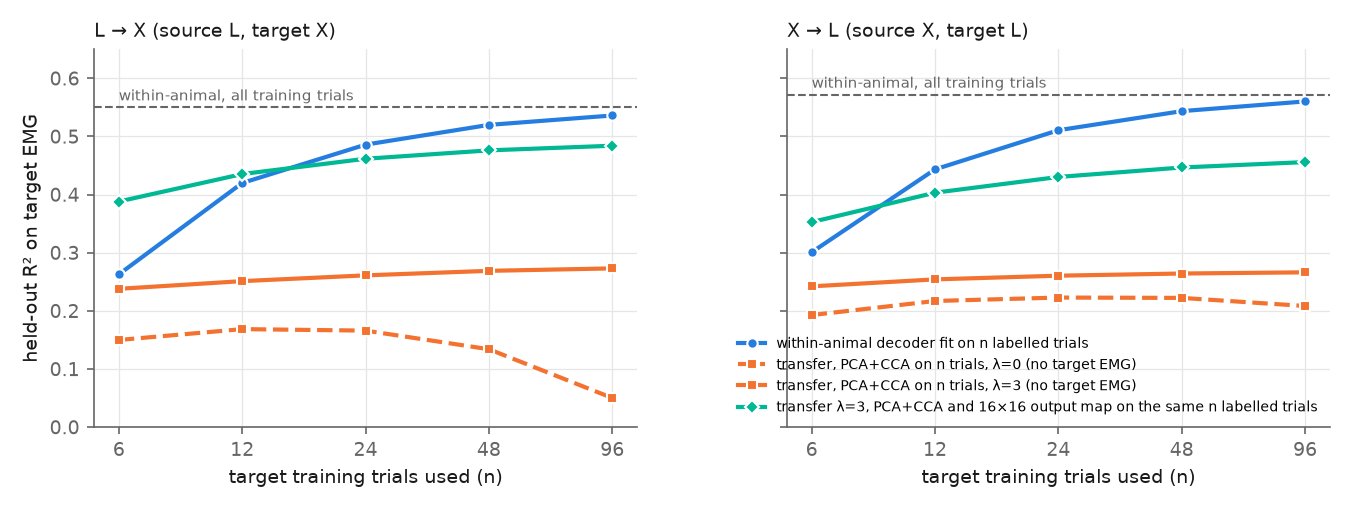 L → X (source L, target X)
held-out R² on target EMG
0.6
0.5
0.4
0.3
0.2
0.1
0.0
within-animal, all training trials
6 12 24 48 96
target training trials used (n)
X → L (source X, target L)
within-animal, all training trials
within-animal decoder fit on n labelled trials
transfer, PCA+CCA on n trials, λ=0 (no target EMG)
transfer, PCA+CCA on n trials, λ=3 (no target EMG)
transfer λ=3, PCA+CCA and 16×16 output map on the same n labelled trials
6 12 24 48 96
target training trials used (n)